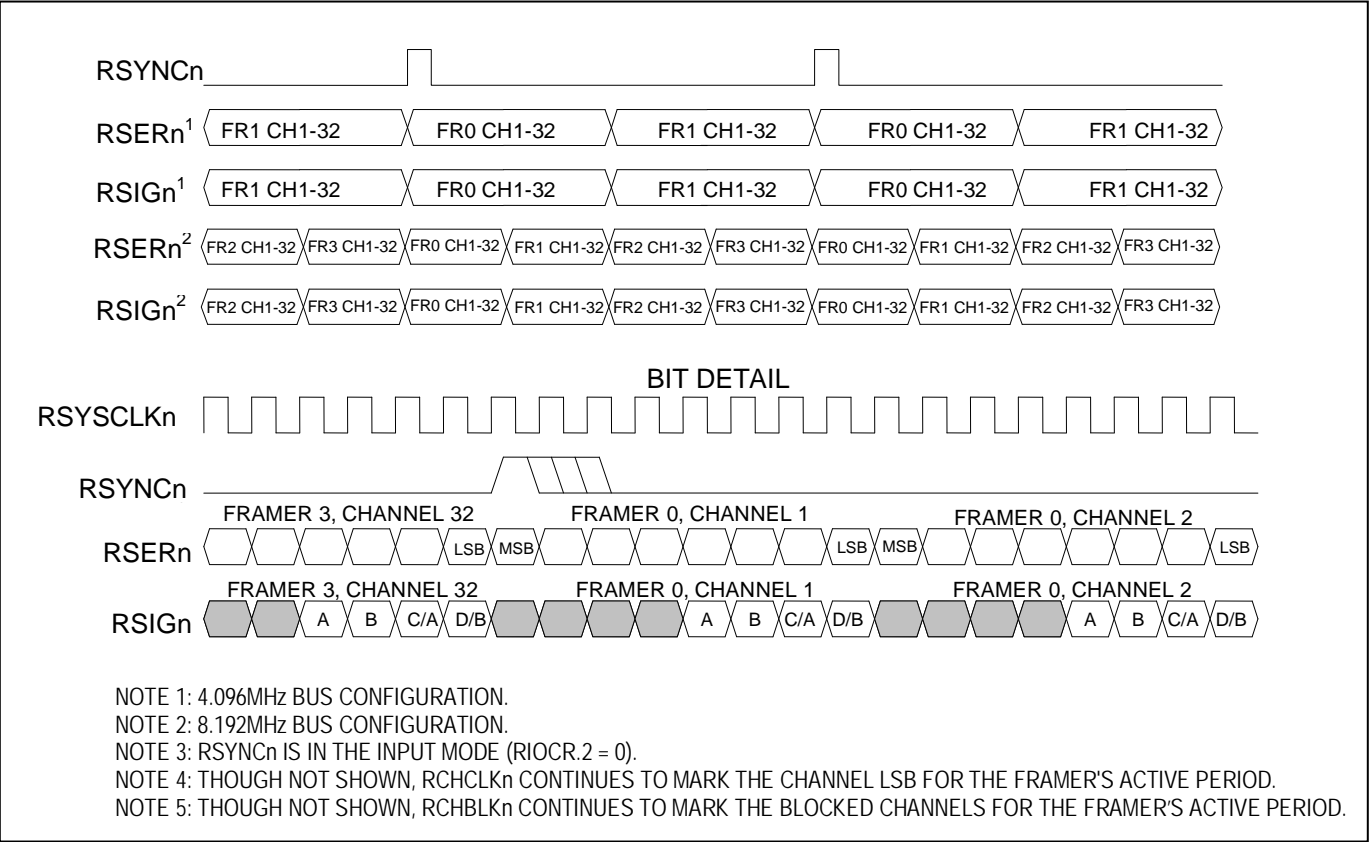 RSYNCn
RSERn1 FR1 CH1-32 FR0 CH1-32 FR1 CH1-32 FR0 CH1-32 FR1 CH1-32
RSIGn1 FR1 CH1-32 FR0 CH1-32 FR1 CH1-32 FR0 CH1-32 FR1 CH1-32
RSERn2 FR2 CH1-32 FR3 CH1-32 FR0 CH1-32 FR1 CH1-32 FR2 CH1-32 FR3 CH1-32 FR0 CH1-32 FR1 CH1-32 FR2 CH1-32 FR3 CH1-32
RSIGn2 FR2 CH1-32 FR3 CH1-32 FR0 CH1-32 FR1 CH1-32 FR2 CH1-32 FR3 CH1-32 FR0 CH1-32 FR1 CH1-32 FR2 CH1-32 FR3 CH1-32
BIT DETAIL
RSYSCLKn
RSYNCn
FRAMER 3, CHANNEL 32 FRAMER 0, CHANNEL 1 FRAMER 0, CHANNEL 2
RSERn LSB MSB LSB MSB LSB
FRAMER 3, CHANNEL 32 FRAMER 0, CHANNEL 1 FRAMER 0, CHANNEL 2
RSIGn A B C/A D/B A B C/A D/B A B C/A D/B
NOTE 1: 4.096MHz BUS CONFIGURATION.
NOTE 2: 8.192MHz BUS CONFIGURATION.
NOTE 3: RSYNCn IS IN THE INPUT MODE (RIOCR.2 = 0).
NOTE 4: THOUGH NOT SHOWN, RCHCLKn CONTINUES TO MARK THE CHANNEL LSB FOR THE FRAMER'S ACTIVE PERIOD.
NOTE 5: THOUGH NOT SHOWN, RCHBLKn CONTINUES TO MARK THE BLOCKED CHANNELS FOR THE FRAMER’S ACTIVE PERIOD.